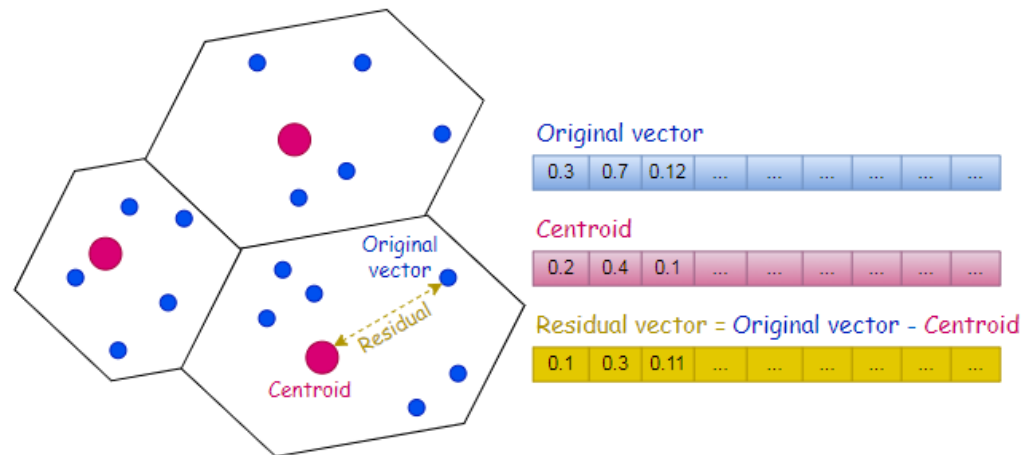 Original vector
0.3 0.7 0.12 ... ... ... ... ... ...
Centroid
0.2 0.4 0.1 ... ... ... ... ... ...
Residual vector = Original vector - Centroid
0.1 0.3 0.11 ... ... ... ... ... ...
Original
vector
Residual
Centroid